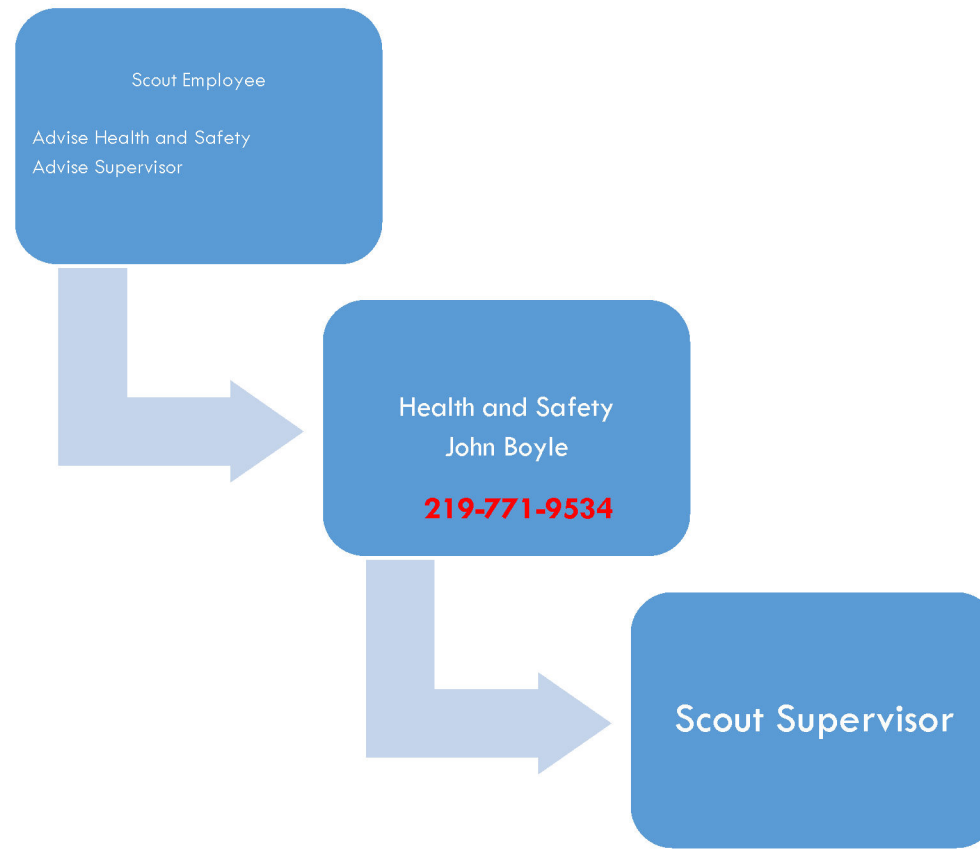 Scout Employee
Advise Health and Safety
Advise Supervisor
Health and Safety
John Boyle
219-771-9534
Scout Supervisor